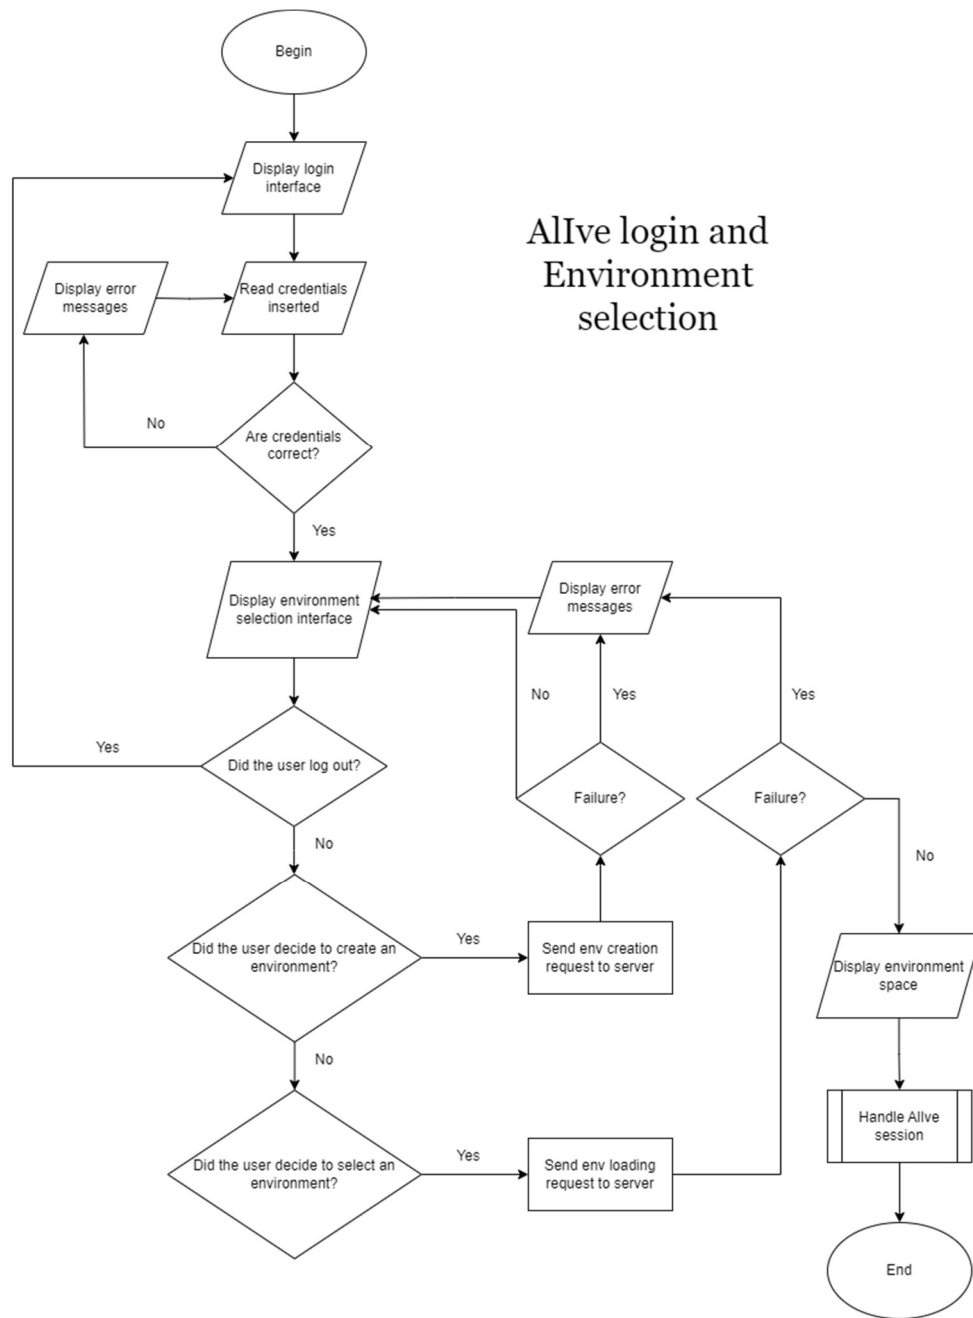 Begin
Display login
interface
AlIve login and
Environment
selection
Display error
messages
Read credentials
inserted
No
Are credentials
correct?
Yes
Display environment
selection interface
Display error
messages
No
Yes
Yes
Yes
Did the user log out?
Failure?
Failure?
No
No
Did the user decide to create an
environment?
Yes
Send env creation
request to server
Display environment
space
No
Handle AlIve
session
Did the user decide to select an
environment?
Yes
Send env loading
request to server
End